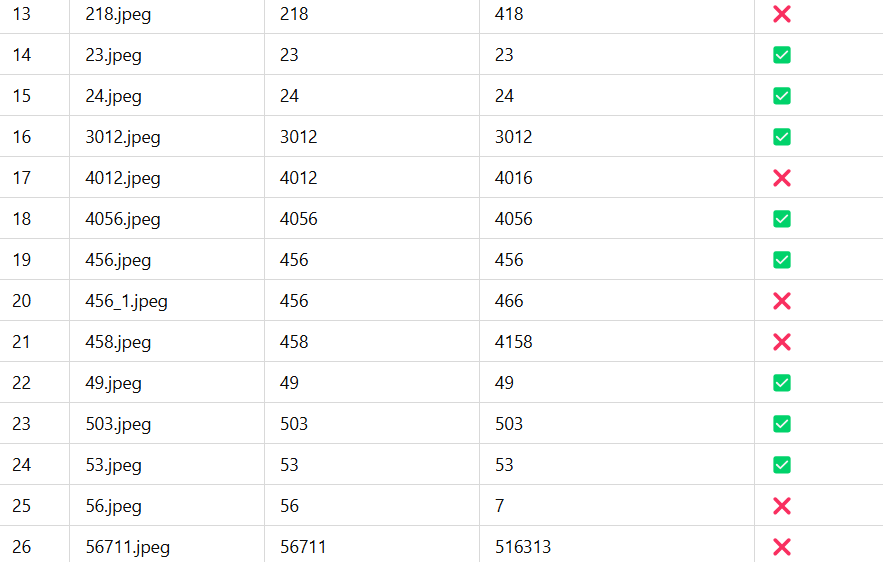 13 218.jpeg 218 418 ❌
14 23.jpeg 23 23 ✅
15 24.jpeg 24 24 ✅
16 3012.jpeg 3012 3012 ✅
17 4012.jpeg 4012 4016 ❌
18 4056.jpeg 4056 4056 ✅
19 456.jpeg 456 456 ✅
20 456_1.jpeg 456 466 ❌
21 458.jpeg 458 4158 ❌
22 49.jpeg 49 49 ✅
23 503.jpeg 503 503 ✅
24 53.jpeg 53 53 ✅
25 56.jpeg 56 7 ❌
26 56711.jpeg 56711 516313 ❌